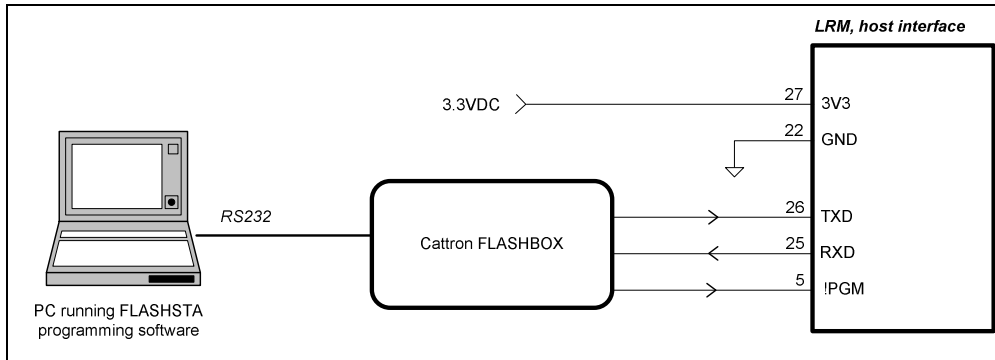 LRM, host interface
3.3VDC
27
3V3
22
GND
RS232
Cattron FLASHBOX
26
TXD
25
RXD
5
!PGM
PC running FLASHSTA
programming software